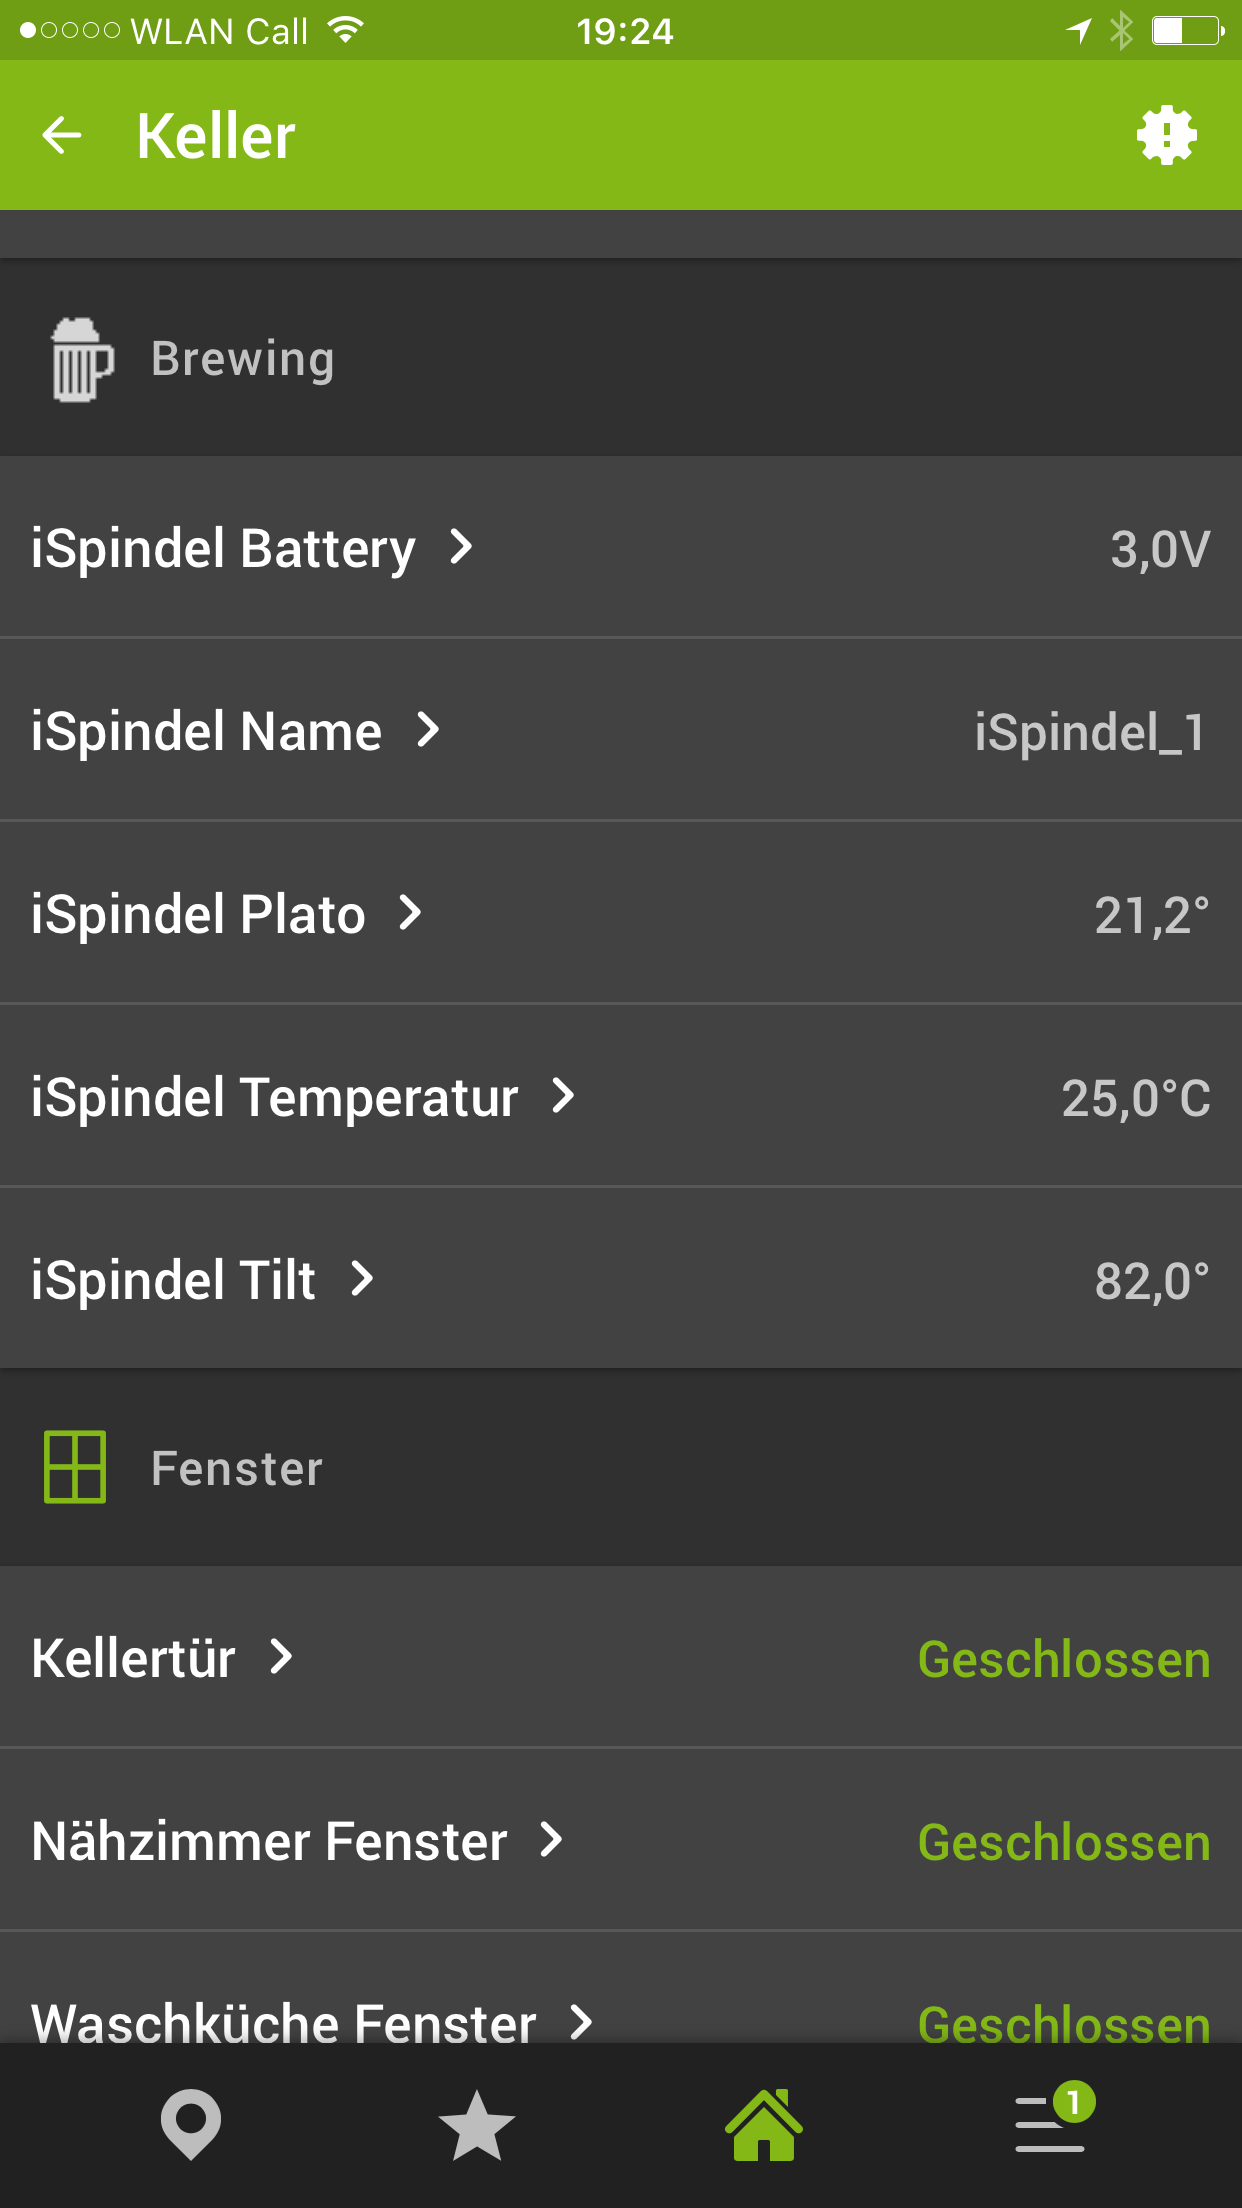 WLAN Call 19:24
Keller
Brewing
iSpindel Battery 3,0V
iSpindel Name iSpindel_1
iSpindel Plato 21,2°
iSpindel Temperatur 25,0°C
iSpindel Tilt 82,0°
Fenster
Kellertür Geschlossen
Nähzimmer Fenster Geschlossen
Waschküche Fenster Geschlossen
1